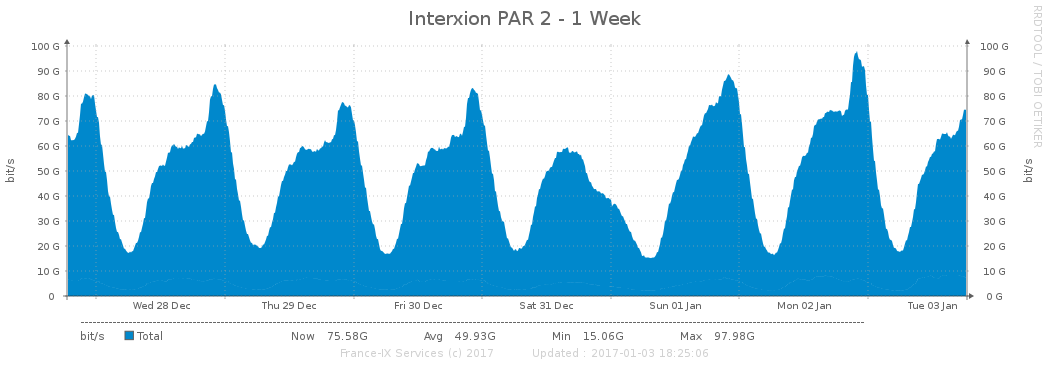 Interxion PAR 2 - 1 Week
RRDTOOL / TOBI OETIKER
bit/s
bit/s
100 G 100 G
90 G 90 G
80 G 80 G
70 G 70 G
60 G 60 G
50 G 50 G
40 G 40 G
30 G 30 G
20 G 20 G
10 G 10 G
0 0 G
Wed 28 Dec Thu 29 Dec Fri 30 Dec Sat 31 Dec Sun 01 Jan Mon 02 Jan Tue 03 Jan
bit/s Total Now 75.58G Avg 49.93G Min 15.06G Max 97.98G
France-IX Services (c) 2017 Updated : 2017-01-03 18:25:06